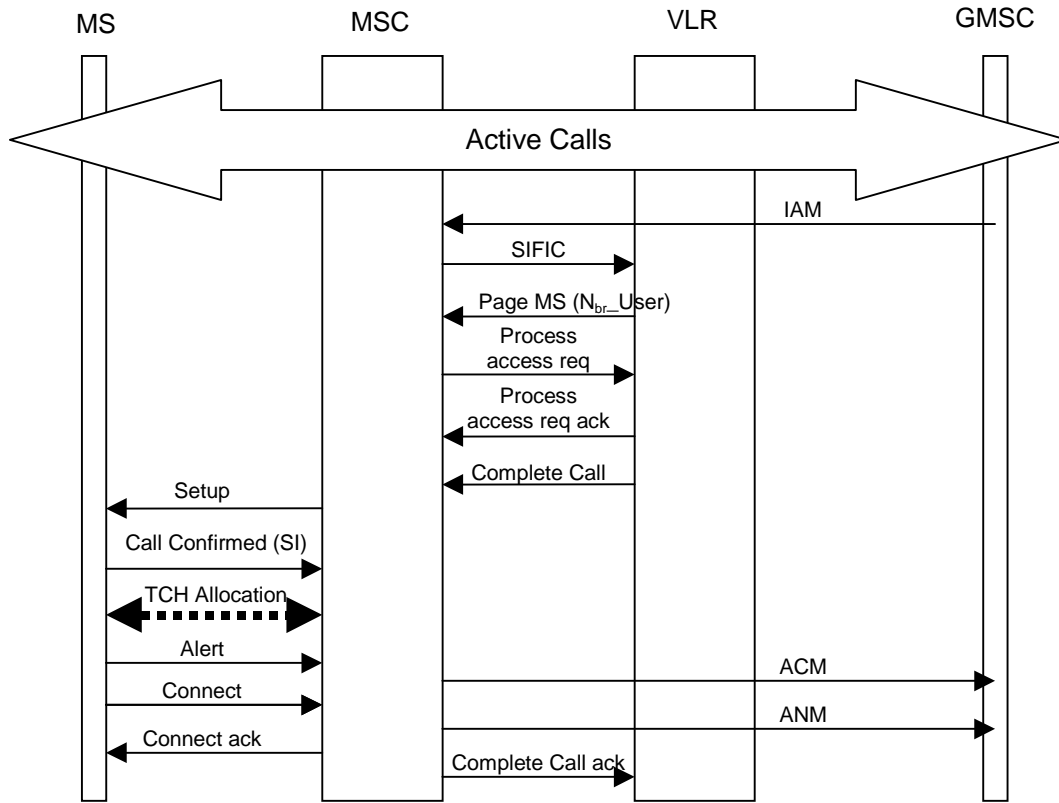 MS
MSC
VLR
GMSC
Active Calls
IAM
SIFIC
Page MS (Nbr_User)
Process
access req
Process
access req ack
Complete Call
Setup
Call Confirmed (SI)
TCH Allocation
Alert
ACM
Connect
ANM
Connect ack
Complete Call ack